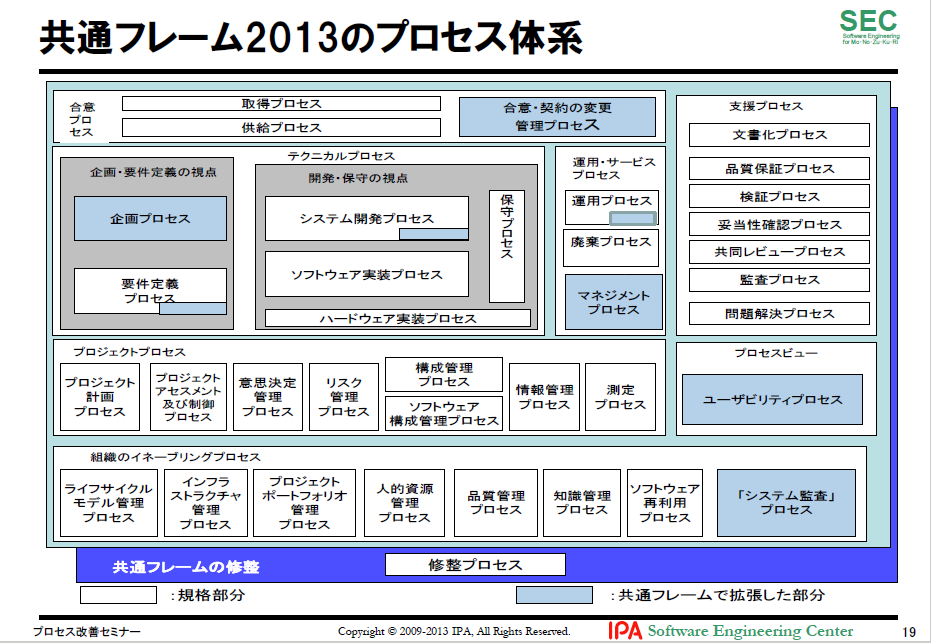 共通フレーム2013のプロセス体系
SEC
Software Engineering
for Mo・No・Zu・Ku・Ri
合意
プロ
セス
取得プロセス
供給プロセス
合意・契約の変更
管理プロセス
テクニカルプロセス
企画・要件定義の視点
企画プロセス
要件定義
プロセス
開発・保守の視点
システム開発プロセス
ソフトウェア実装プロセス
ハードウェア実装プロセス
保守プロセス
運用・サービス
プロセス
運用プロセス
廃棄プロセス
マネジメント
プロセス
支援プロセス
文書化プロセス
品質保証プロセス
検証プロセス
妥当性確認プロセス
共同レビュープロセス
監査プロセス
問題解決プロセス
プロジェクトプロセス
プロジェクト
計画
プロセス
プロジェクト
アセスメント
及び制御
プロセス
意思決定
管理
プロセス
リスク
管理
プロセス
構成管理
プロセス
ソフトウェア
構成管理プロセス
情報管理
プロセス
測定
プロセス
プロセスビュー
ユーザビリティプロセス
組織のイネーブリングプロセス
ライフサイクル
モデル管理
プロセス
インフラ
ストラクチャ
管理
プロセス
プロジェクト
ポートフォリオ
管理
プロセス
人的資源
管理
プロセス
品質管理
プロセス
知識管理
プロセス
ソフトウェア
再利用
プロセス
「システム監査」
プロセス
共通フレームの修整
修整プロセス
：規格部分
：共通フレームで拡張した部分
プロセス改善セミナー
Copyright © 2009-2013 IPA, All Rights Reserved.
IPA Software Engineering Center
19